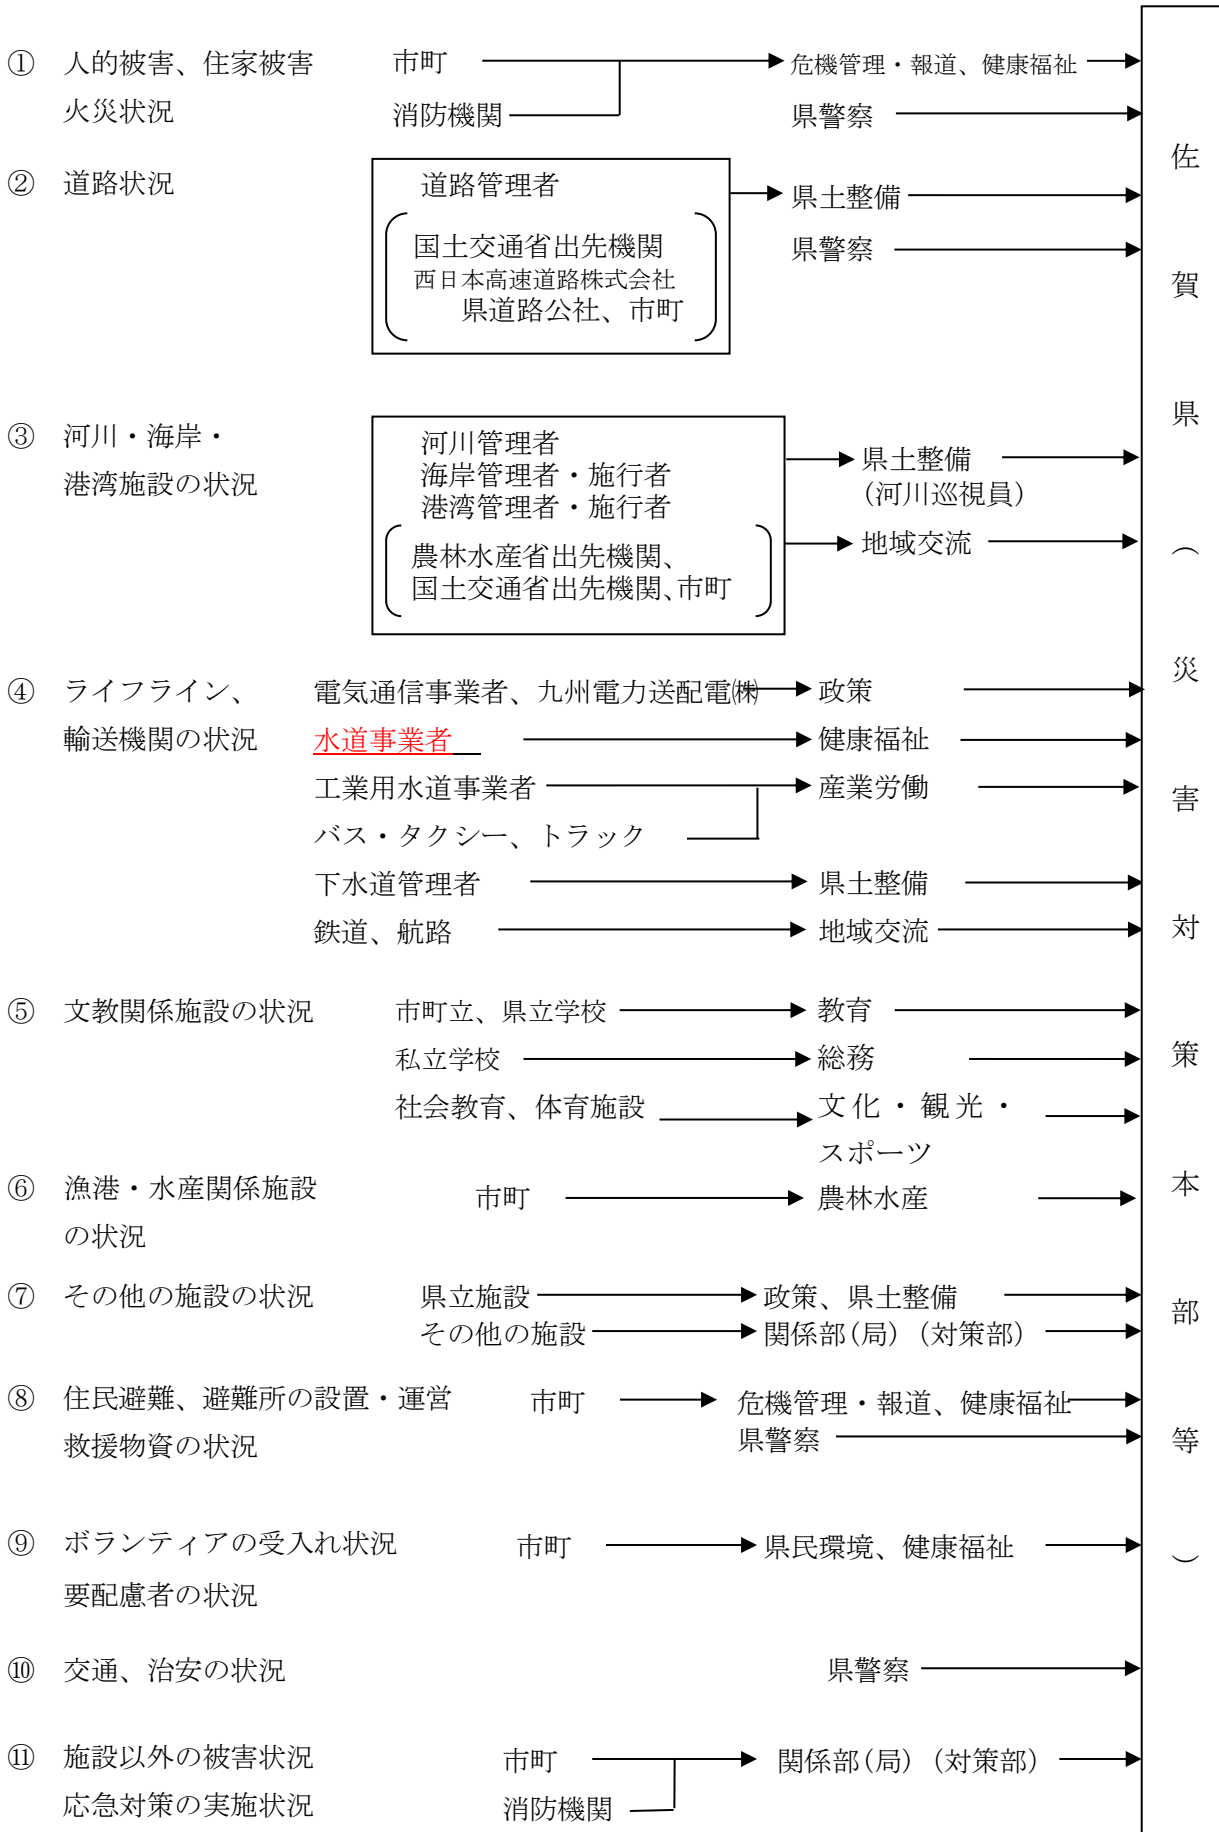 ① 人的被害、住家被害 市町 危機管理・報道、健康福祉
火災状況 消防機関 県警察
② 道路状況 道路管理者 県土整備
国土交通省出先機関 県警察
西日本高速道路株式会社
県道路公社、市町
③ 河川・海岸・ 河川管理者 県土整備
港湾施設の状況 海岸管理者・施行者 (河川巡視員)
港湾管理者・施行者
農林水産省出先機関、 地域交流
国土交通省出先機関、市町
④ ライフライン、 電気通信事業者、九州電力送配電㈱ 政策
輸送機関の状況 水道事業者 健康福祉
工業用水道事業者 産業労働
バス・タクシー、トラック
下水道管理者 県土整備
鉄道、航路 地域交流
⑤ 文教関係施設の状況 市町立、県立学校 教育
私立学校 総務
社会教育、体育施設 文化・観光・
スポーツ
⑥ 漁港・水産関係施設 市町 農林水産
の状況
⑦ その他の施設の状況 県立施設 政策、県土整備
その他の施設 関係部(局) (対策部)
⑧ 住民避難、避難所の設置・運営 市町 危機管理・報道、健康福祉
救援物資の状況 県警察
⑨ ボランティアの受入れ状況 市町 県民環境、健康福祉
要配慮者の状況
⑩ 交通、治安の状況 県警察
⑪ 施設以外の被害状況 市町 関係部(局) (対策部)
応急対策の実施状況 消防機関
佐賀県(災害対策本部等)